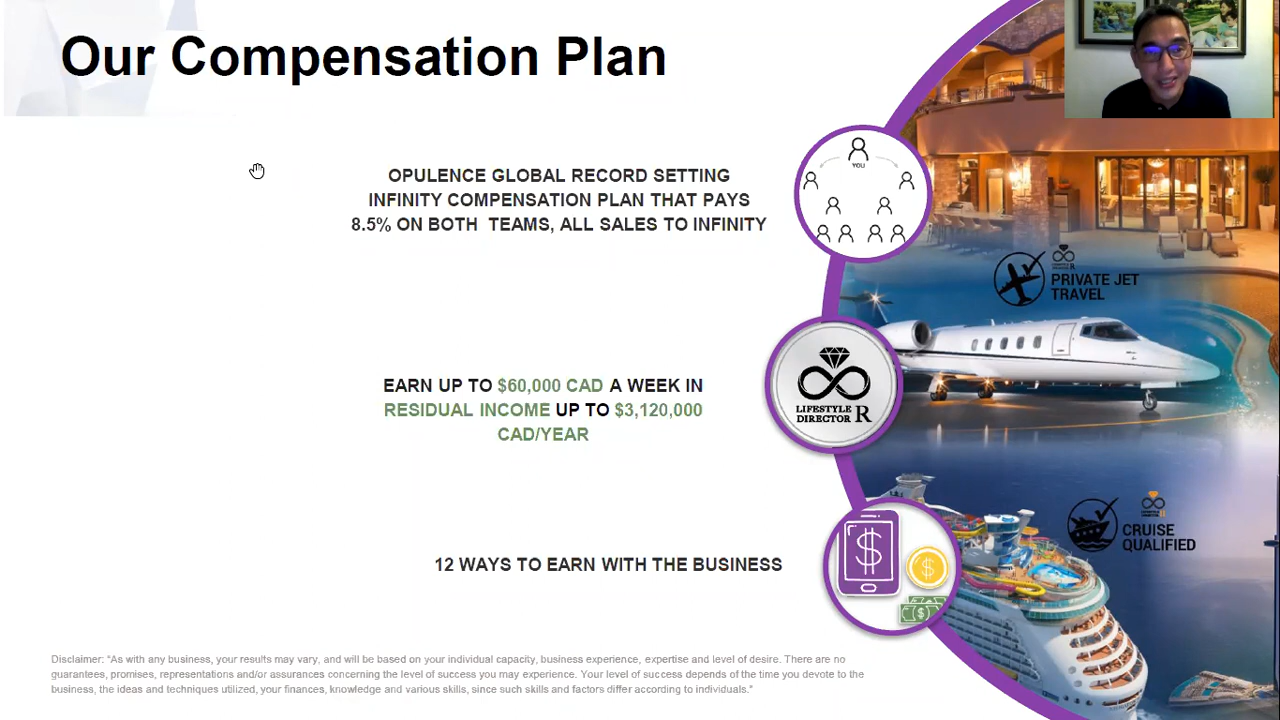 Our Compensation Plan
OPULENCE GLOBAL RECORD SETTING
INFINITY COMPENSATION PLAN THAT PAYS
8.5% ON BOTH TEAMS, ALL SALES TO INFINITY
YOU
PRIVATE JET
TRAVEL
EARN UP TO $60,000 CAD A WEEK IN
RESIDUAL INCOME UP TO $3,120,000
CAD/YEAR
LIFESTYLE
DIRECTOR R
CRUISE
QUALIFIED
12 WAYS TO EARN WITH THE BUSINESS
Disclaimer: “As with any business, your results may vary, and will be based on your individual capacity, business experience, expertise and level of desire. There are no
guarantees, promises, representations and/or assurances concerning the level of success you may experience. Your level of success depends of the time you devote to the
business, the ideas and techniques utilized, your finances, knowledge and various skills, since such skills and factors differ according to individuals.”